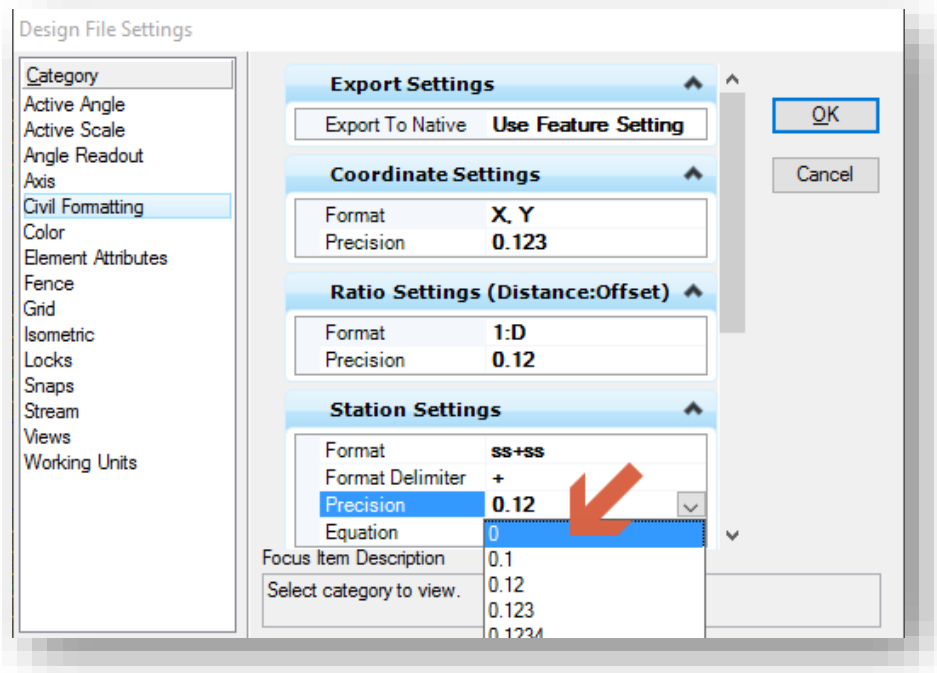 Design File Settings
Category
Active Angle
Active Scale
Angle Readout
Axis
Civil Formatting
Color
Element Attributes
Fence
Grid
Isometric
Locks
Snaps
Stream
Views
Working Units
Export Settings
Export To Native Use Feature Setting
Coordinate Settings
Format X, Y
Precision 0.123
Ratio Settings (Distance:Offset)
Format 1:D
Precision 0.12
Station Settings
Format ss+ss
Format Delimiter +
Precision 0.12
Equation
0
0.1
0.12
0.123
0.1234
Focus Item Description
Select category to view.
OK
Cancel